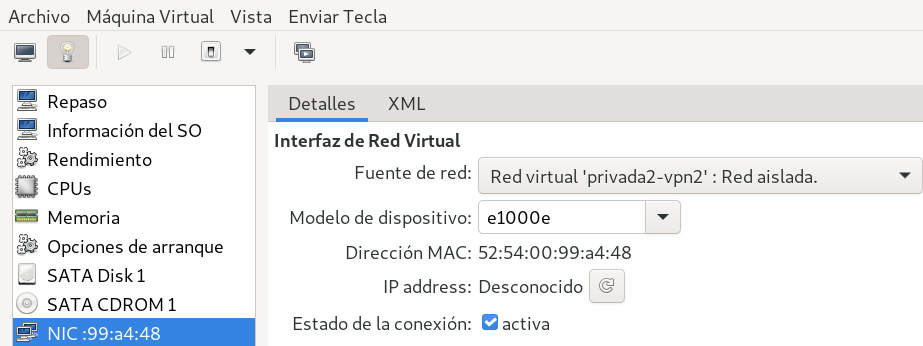 Archivo Máquina Virtual Vista Enviar Tecla
Repaso
Información del SO
Rendimiento
CPUs
Memoria
Opciones de arranque
SATA Disk 1
SATA CDROM 1
NIC :99:a4:48
Detalles XML
Interfaz de Red Virtual
Fuente de red: Red virtual 'privada2-vpn2' : Red aislada.
Modelo de dispositivo: e1000e
Dirección MAC: 52:54:00:99:a4:48
IP address: Desconocido
Estado de la conexión: activa